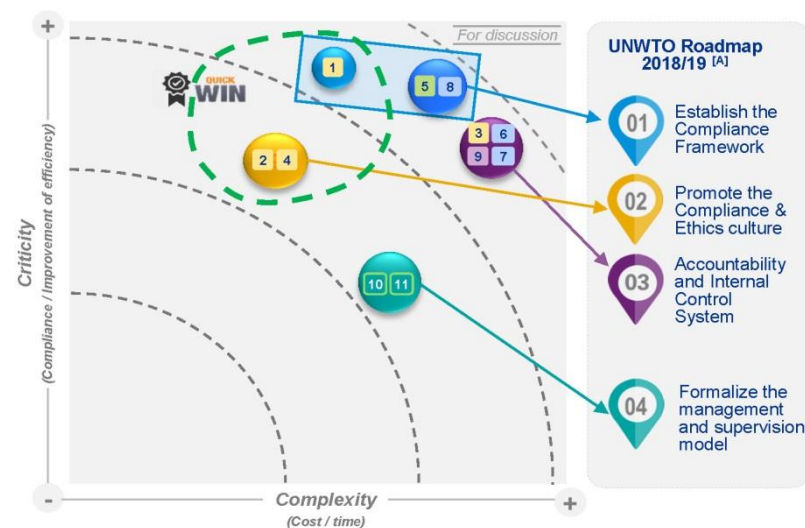 +
For discussion
QUICK
WIN
1
5 8
3 6
9 7
2 4
10 11
Criticity
(Compliance / Improvement of efficiency)
-
Complexity
(Cost / time)
+
UNWTO Roadmap
2018/19 [A]
01
Establish the
Compliance
Framework
02
Promote the
Compliance &
Ethics culture
03
Accountability
and Internal
Control
System
04
Formalize the
management
and supervision
model